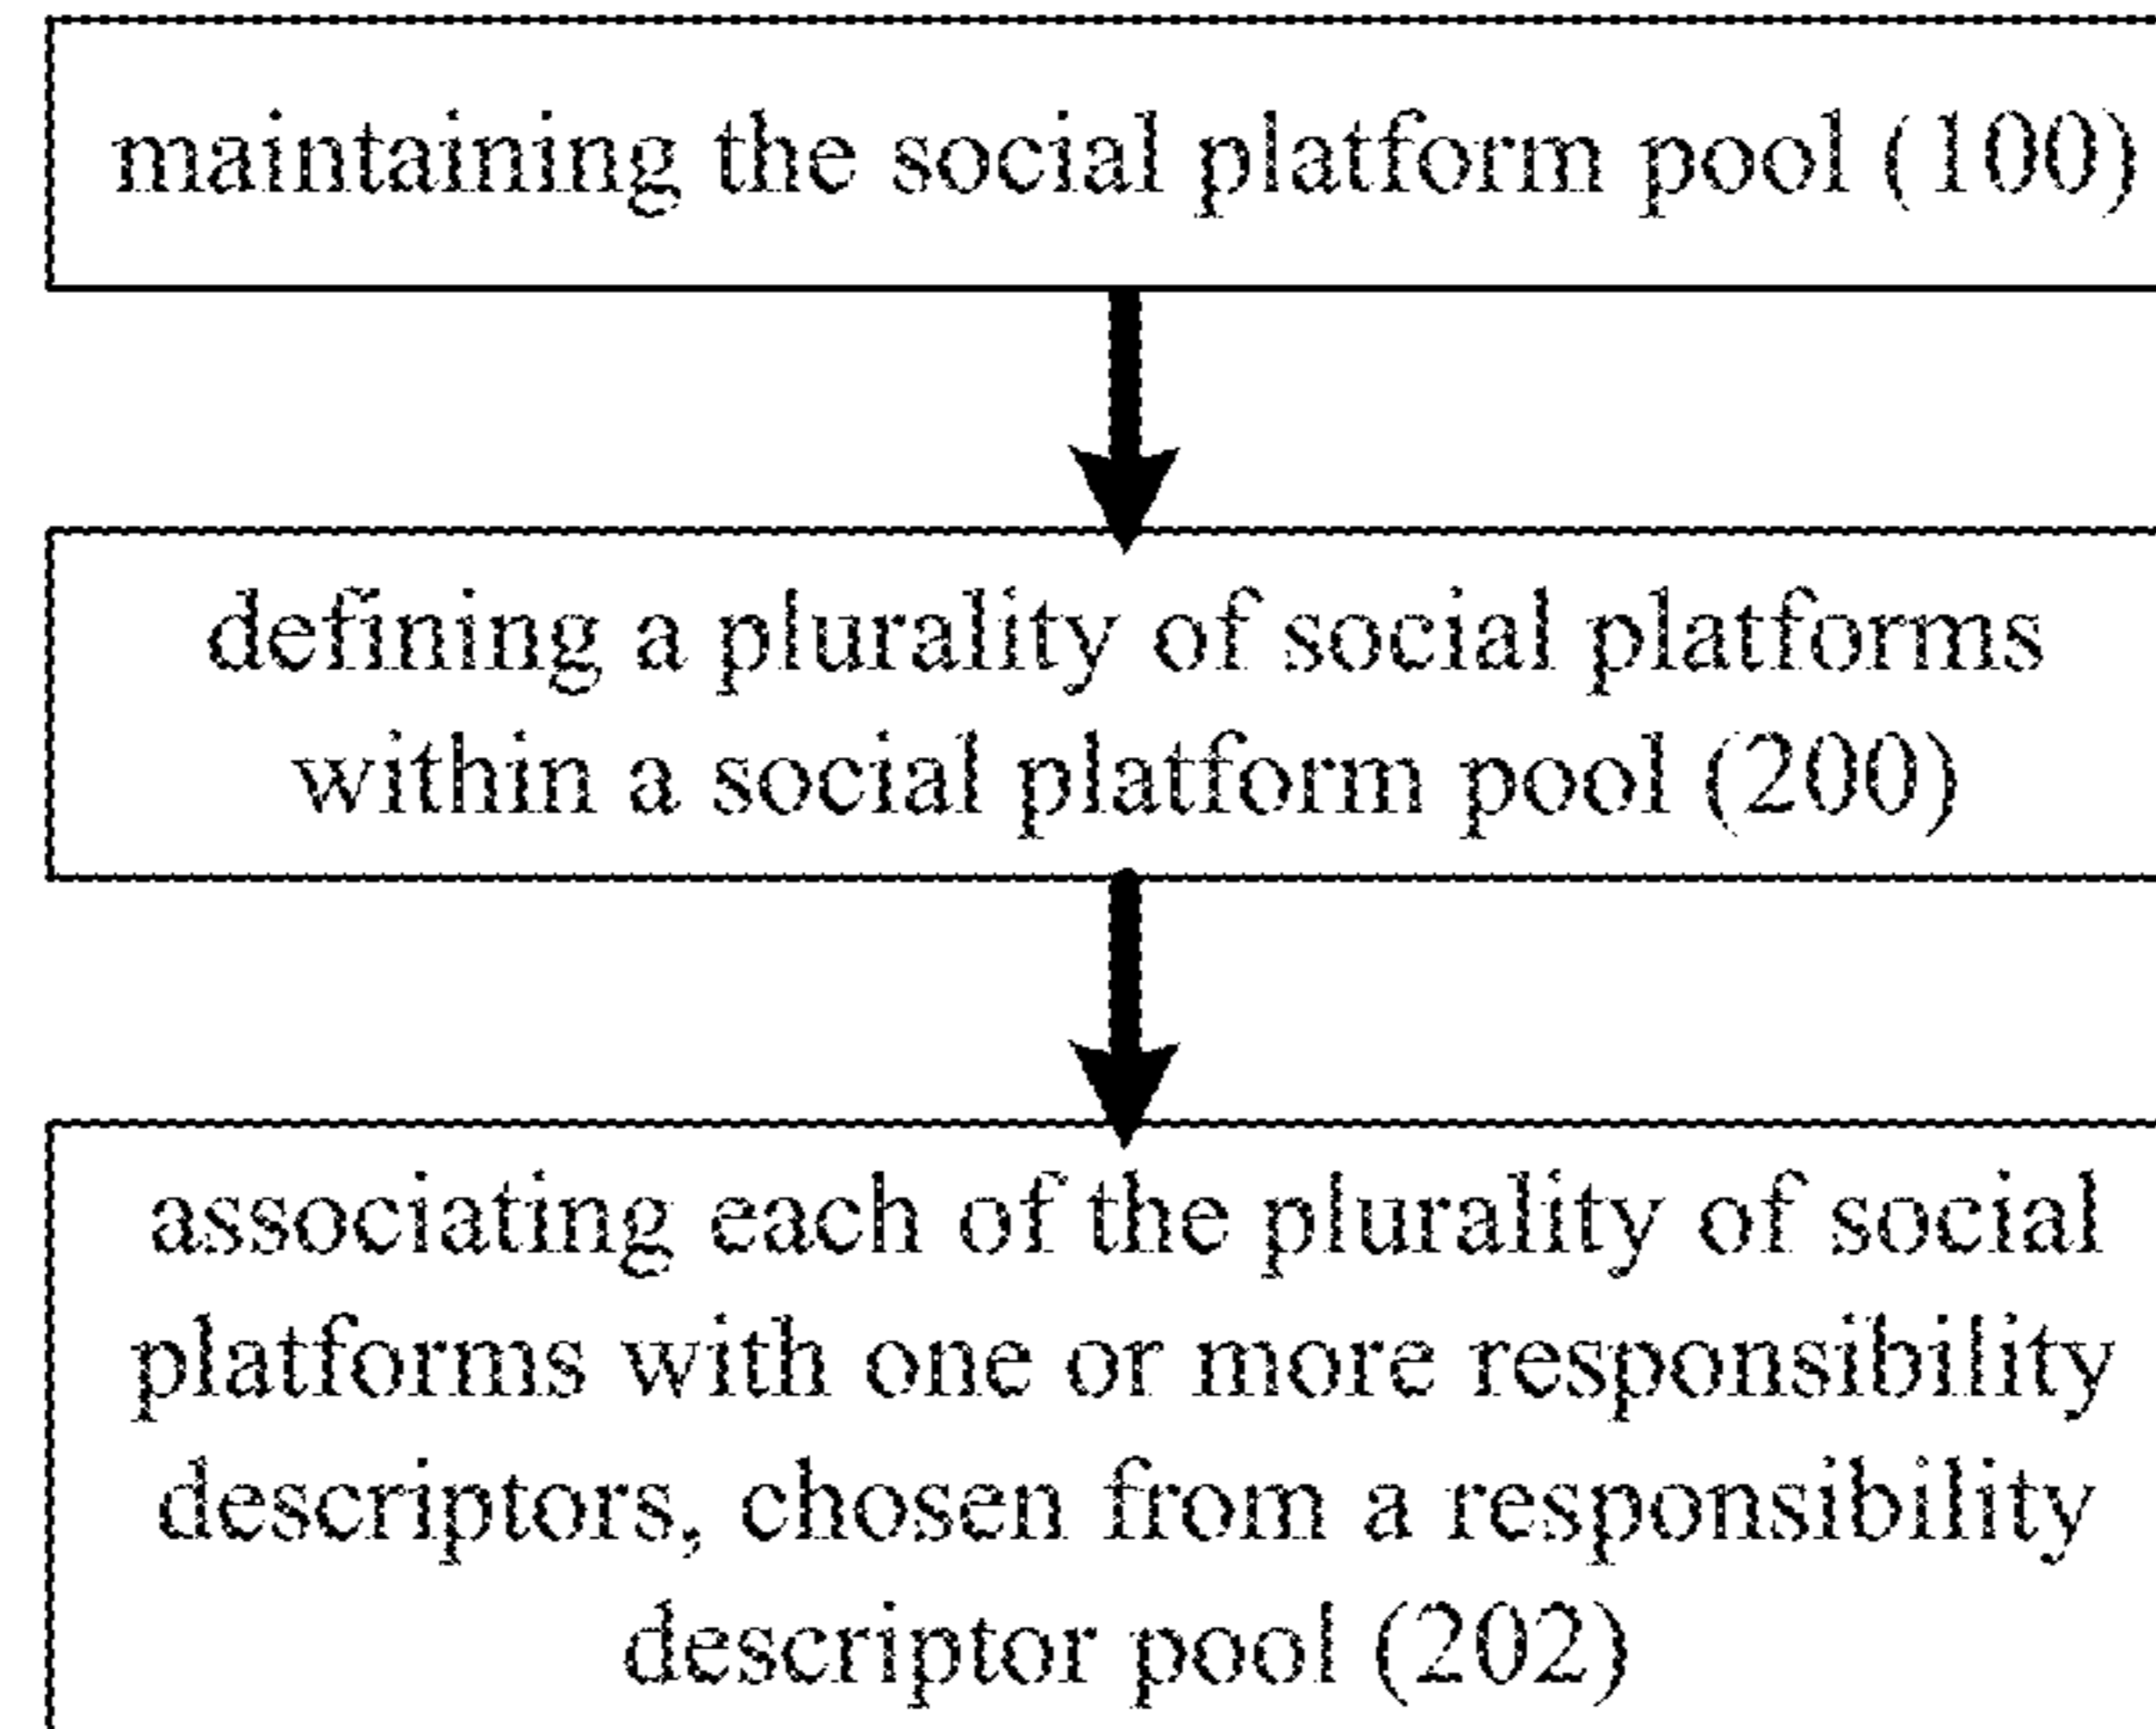 maintaining the social platform pool (100)
defining a plurality of social platforms
within a social platform pool (200)
associating each of the plurality of social
platforms with one or more responsibility
descriptors, chosen from a responsibility
descriptor pool (202)